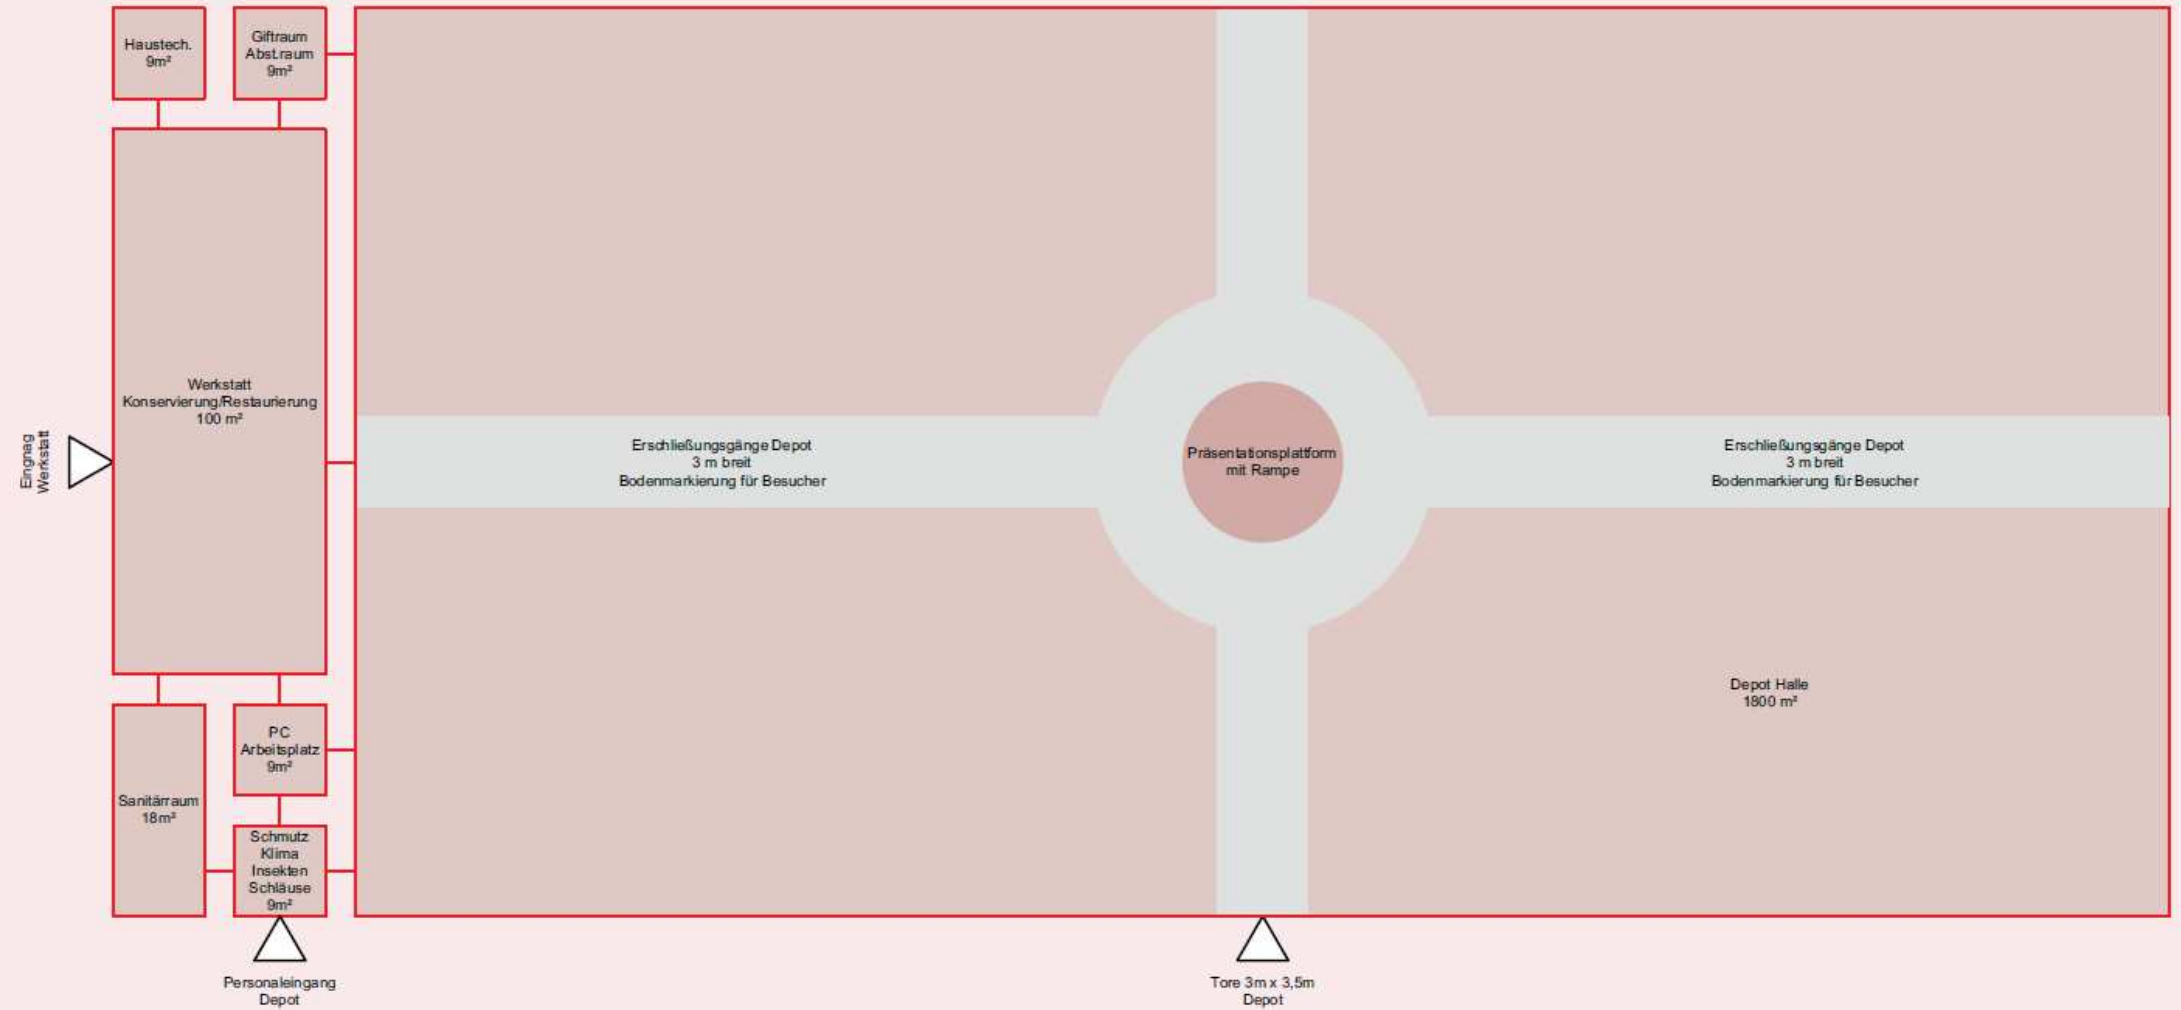 Haustech.
9m²
Giftraum
Abst.raum
9m²
Werkstatt
Konservierung/Restaurierung
100 m²
Eingnag
Werkstatt
Erschließungsgänge Depot
3 m breit
Bodenmarkierung für Besucher
Präsentationsplattform
mit Rampe
Erschließungsgänge Depot
3 m breit
Bodenmarkierung für Besucher
Depot Halle
1800 m²
PC
Arbeitsplatz
9m²
Sanitärraum
18m²
Schmutz
Klima
Insekten
Schläuse
9m²
Personaleingang
Depot
Tore 3m x 3,5m
Depot